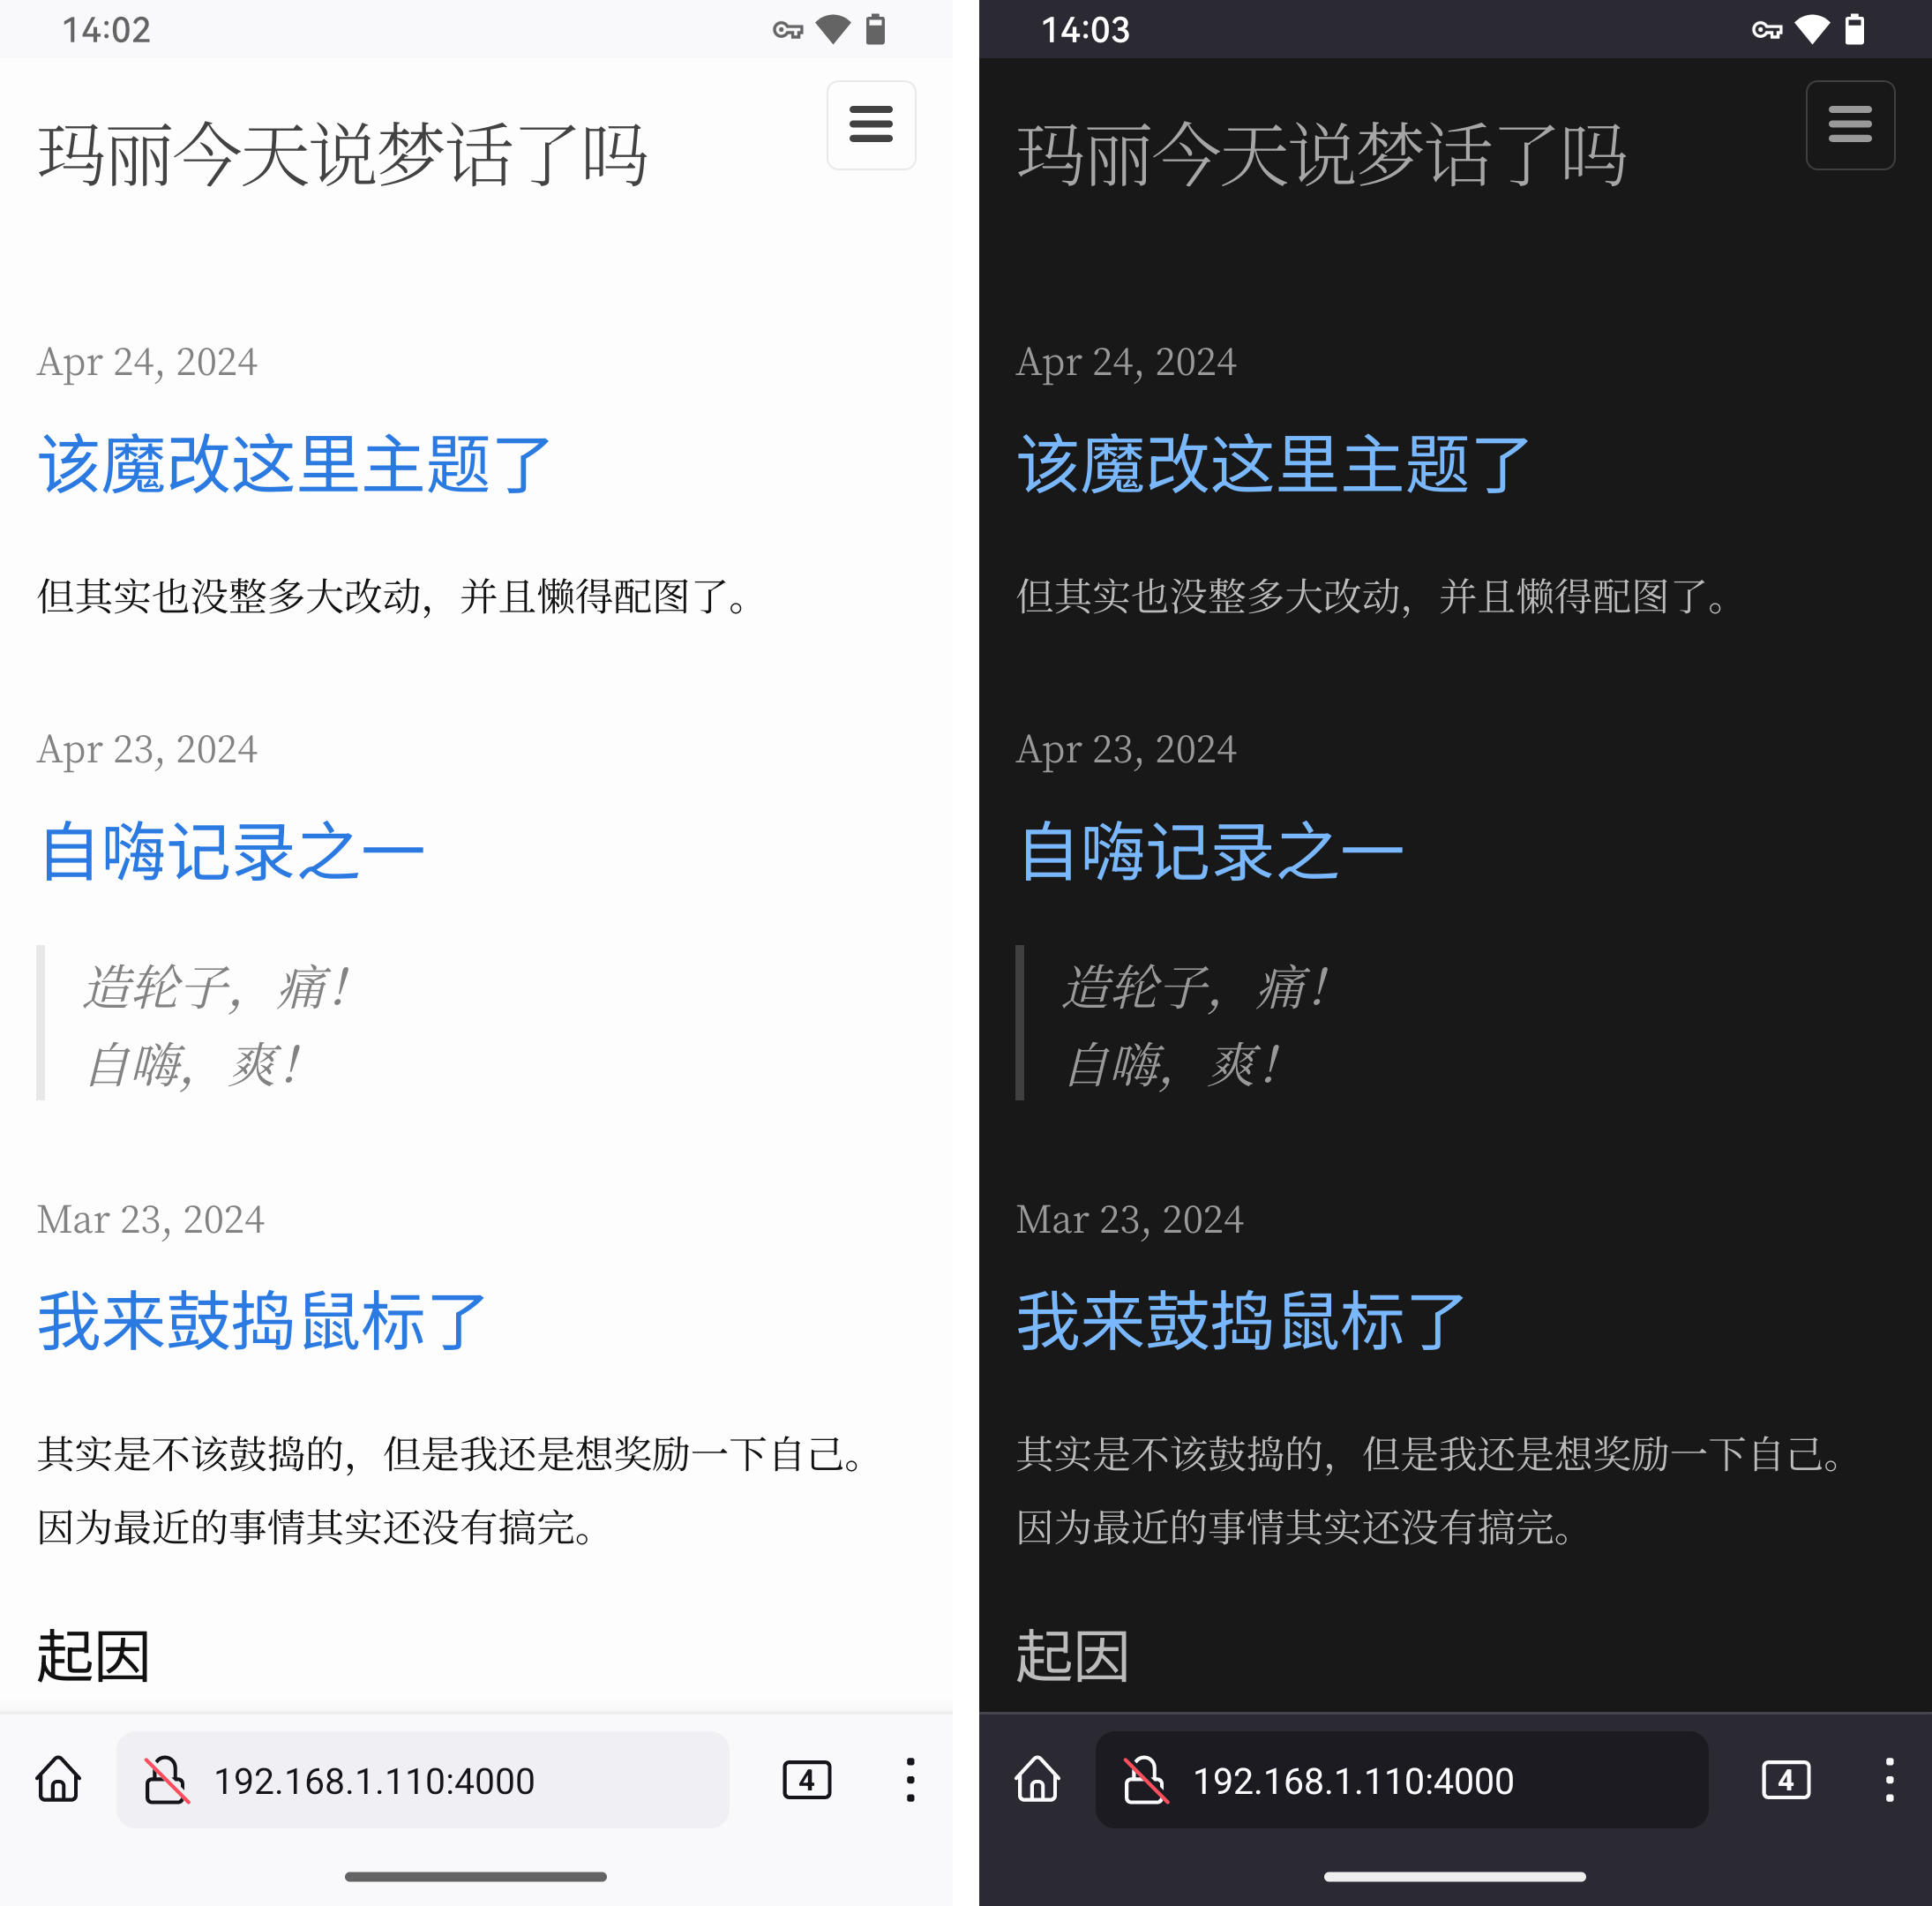 14:02
玛丽今天说梦话了吗
Apr 24, 2024
该魔改这里主题了
但其实也没整多大改动，并且懒得配图了。
Apr 23, 2024
自嗨记录之一
造轮子，痛！
自嗨，爽！
Mar 23, 2024
我来鼓捣鼠标了
其实是不该鼓捣的，但是我还是想奖励一下自己。
因为最近的事情其实还没有搞完。
起因
192.168.1.110:4000
4
14:03
玛丽今天说梦话了吗
Apr 24, 2024
该魔改这里主题了
但其实也没整多大改动，并且懒得配图了。
Apr 23, 2024
自嗨记录之一
造轮子，痛！
自嗨，爽！
Mar 23, 2024
我来鼓捣鼠标了
其实是不该鼓捣的，但是我还是想奖励一下自己。
因为最近的事情其实还没有搞完。
起因
192.168.1.110:4000
4